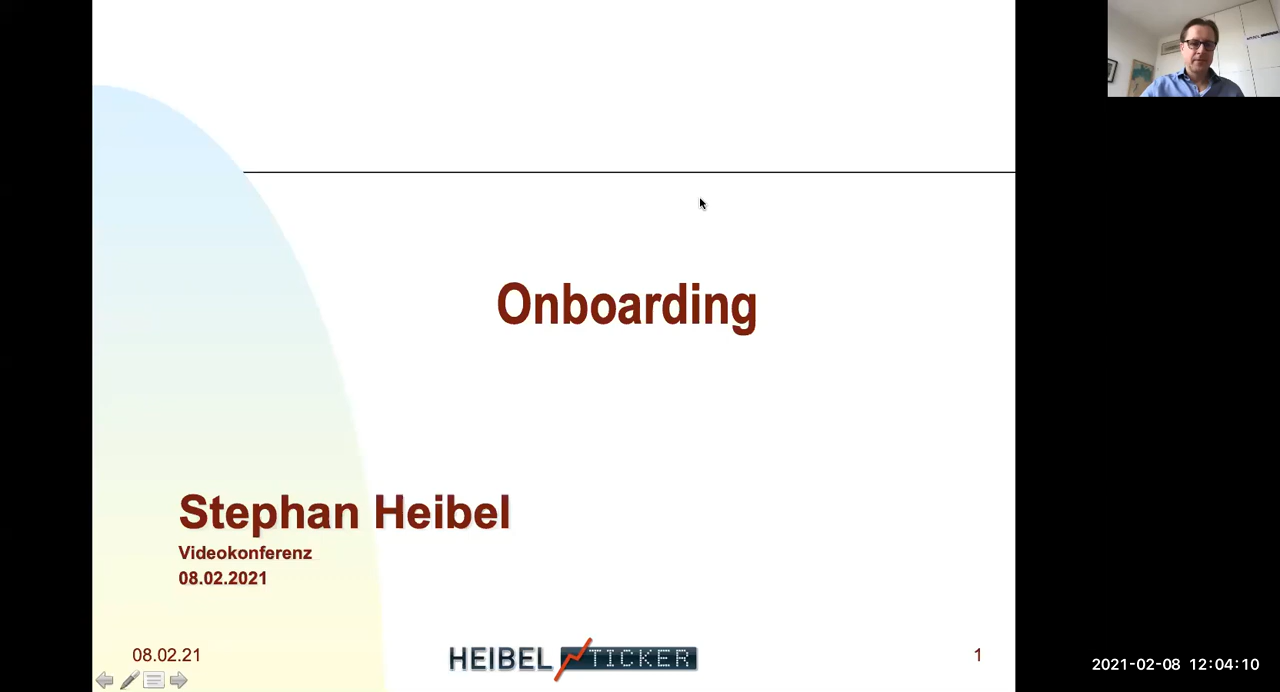 Onboarding
Stephan Heibel
Videokonferenz
08.02.2021
08.02.21
HEIBEL TICKER
1
2021-02-08 12:04:10